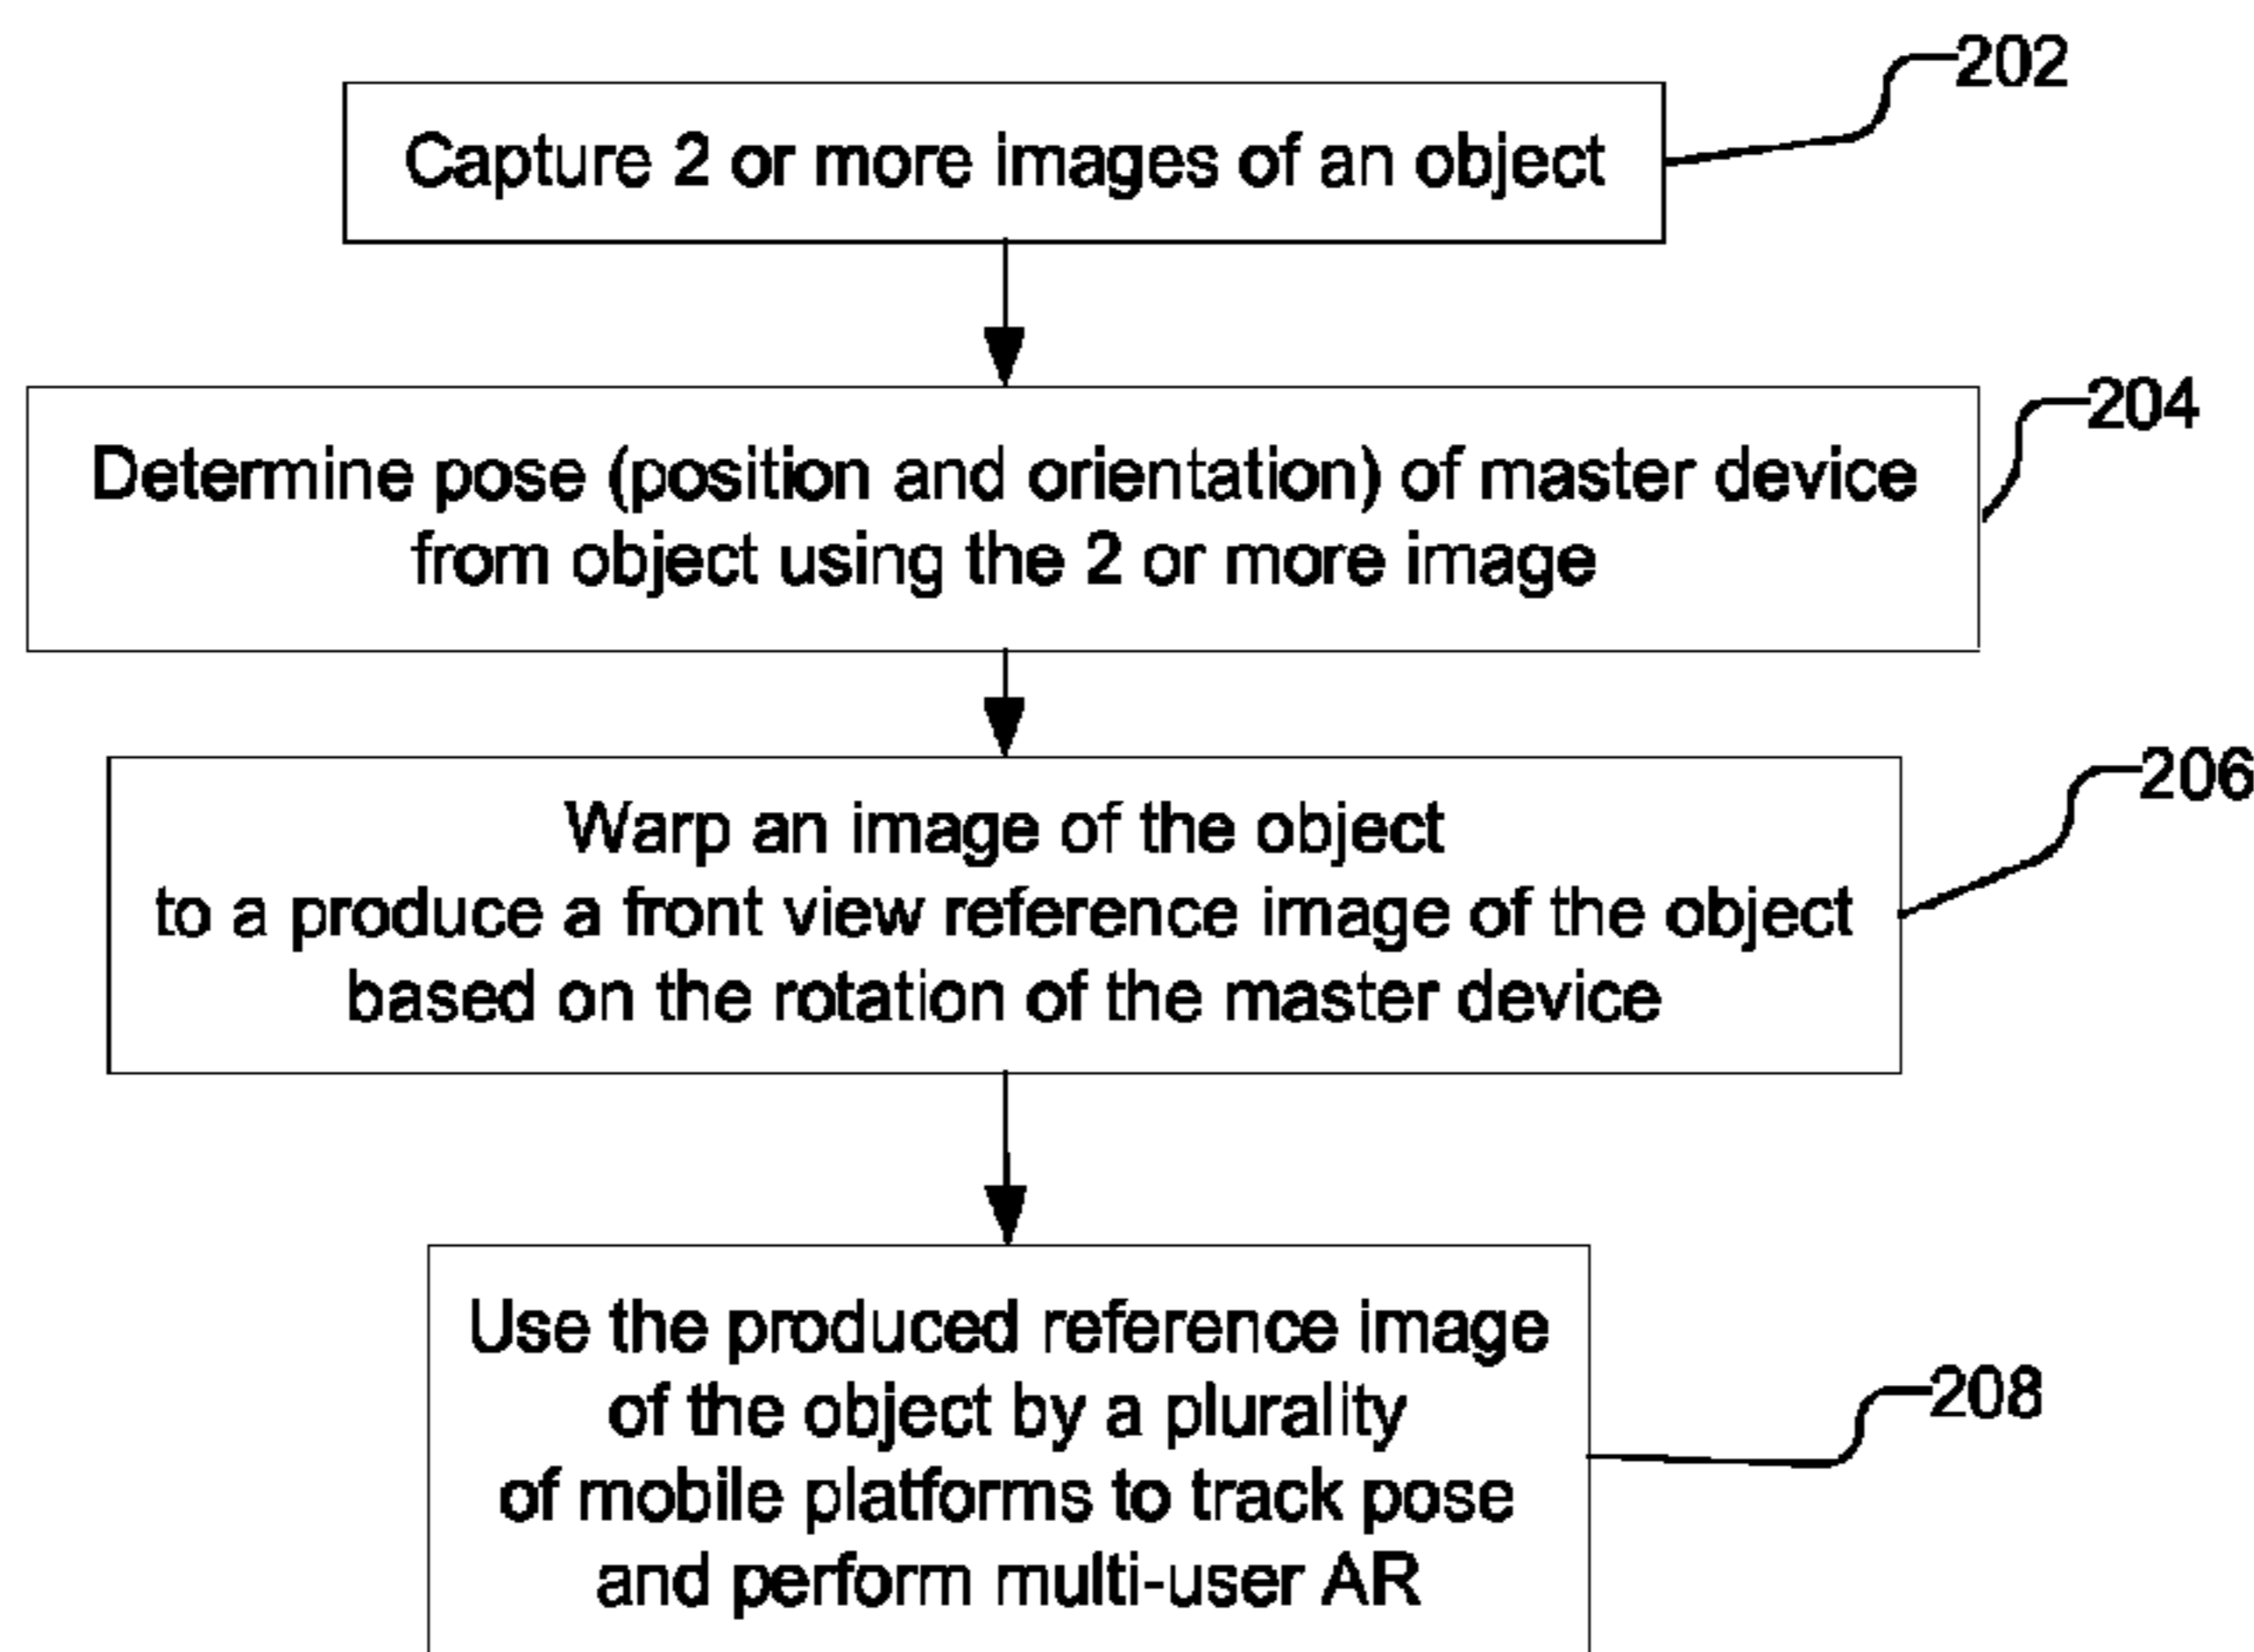 202
Capture 2 or more images of an object
204
Determine pose (position and orientation) of master device
from object using the 2 or more image
206
Warp an image of the object
to a produce a front view reference image of the object
based on the rotation of the master device
Use the produced reference image
of the object by a plurality
208
of mobile platforms to track pose
and perform multi-user AR